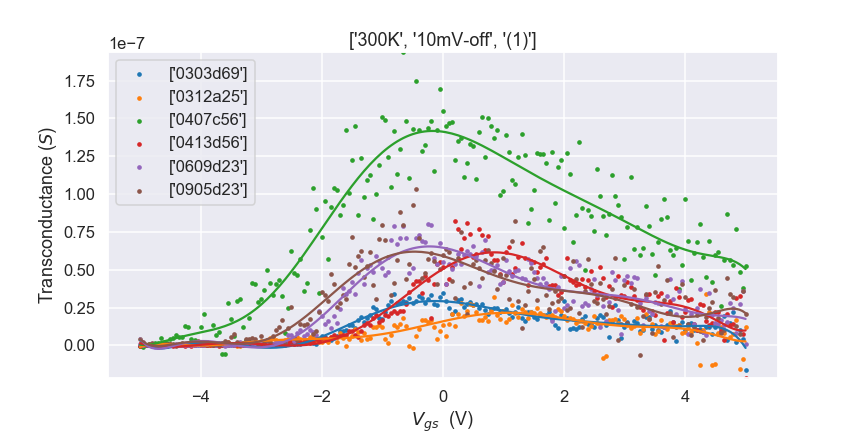 ['300K', '10mV-off', '(1)']
1e−7
['0303d69']
['0312a25']
['0407c56']
['0413d56']
['0609d23']
['0905d23']
1.75
1.50
1.25
1.00
0.75
0.50
0.25
0.00
Transconductance (S)
−4
−2
0
2
4
Vgs (V)